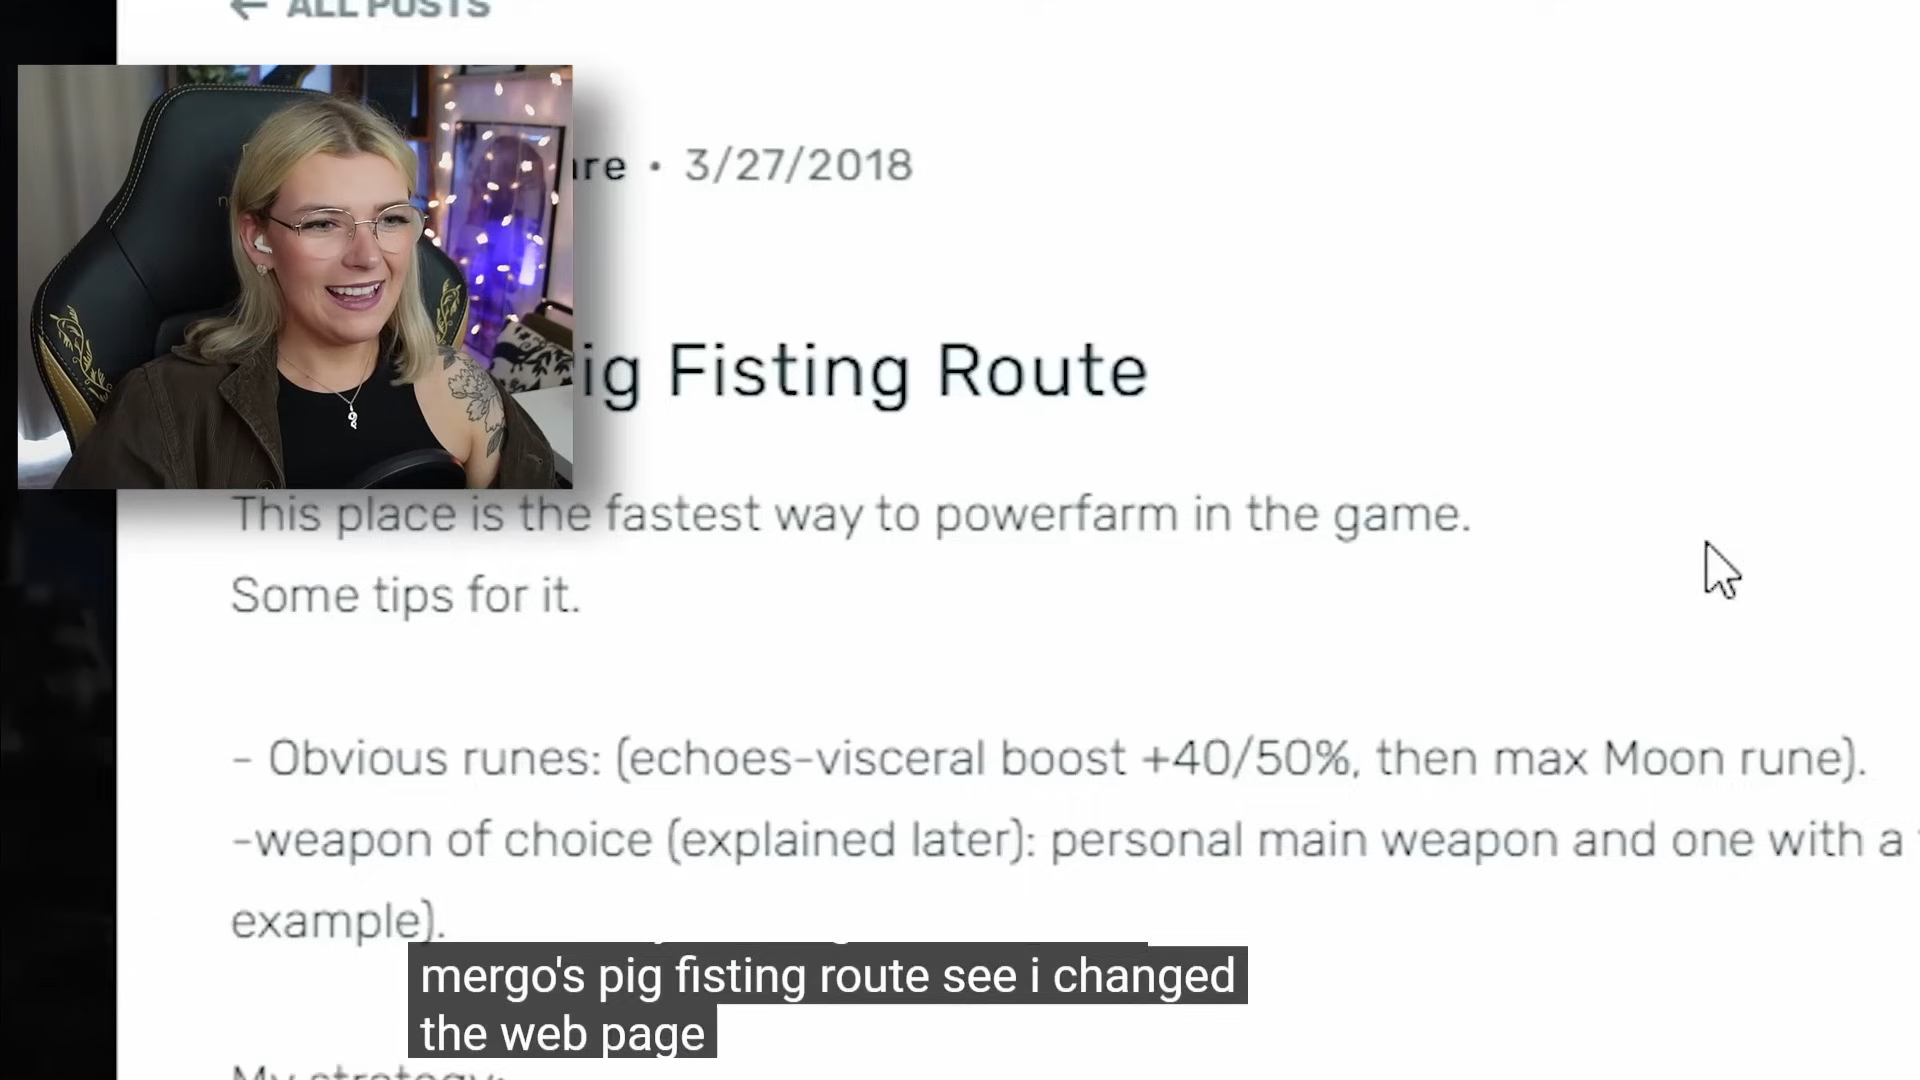 ← ALL POSTS
re • 3/27/2018
ig Fisting Route
This place is the fastest way to powerfarm in the game.
Some tips for it.
- Obvious runes: (echoes-visceral boost +40/50%, then max Moon rune).
-weapon of choice (explained later): personal main weapon and one with a
example).
mergo's pig fisting route see i changed
the web page
My strategy: